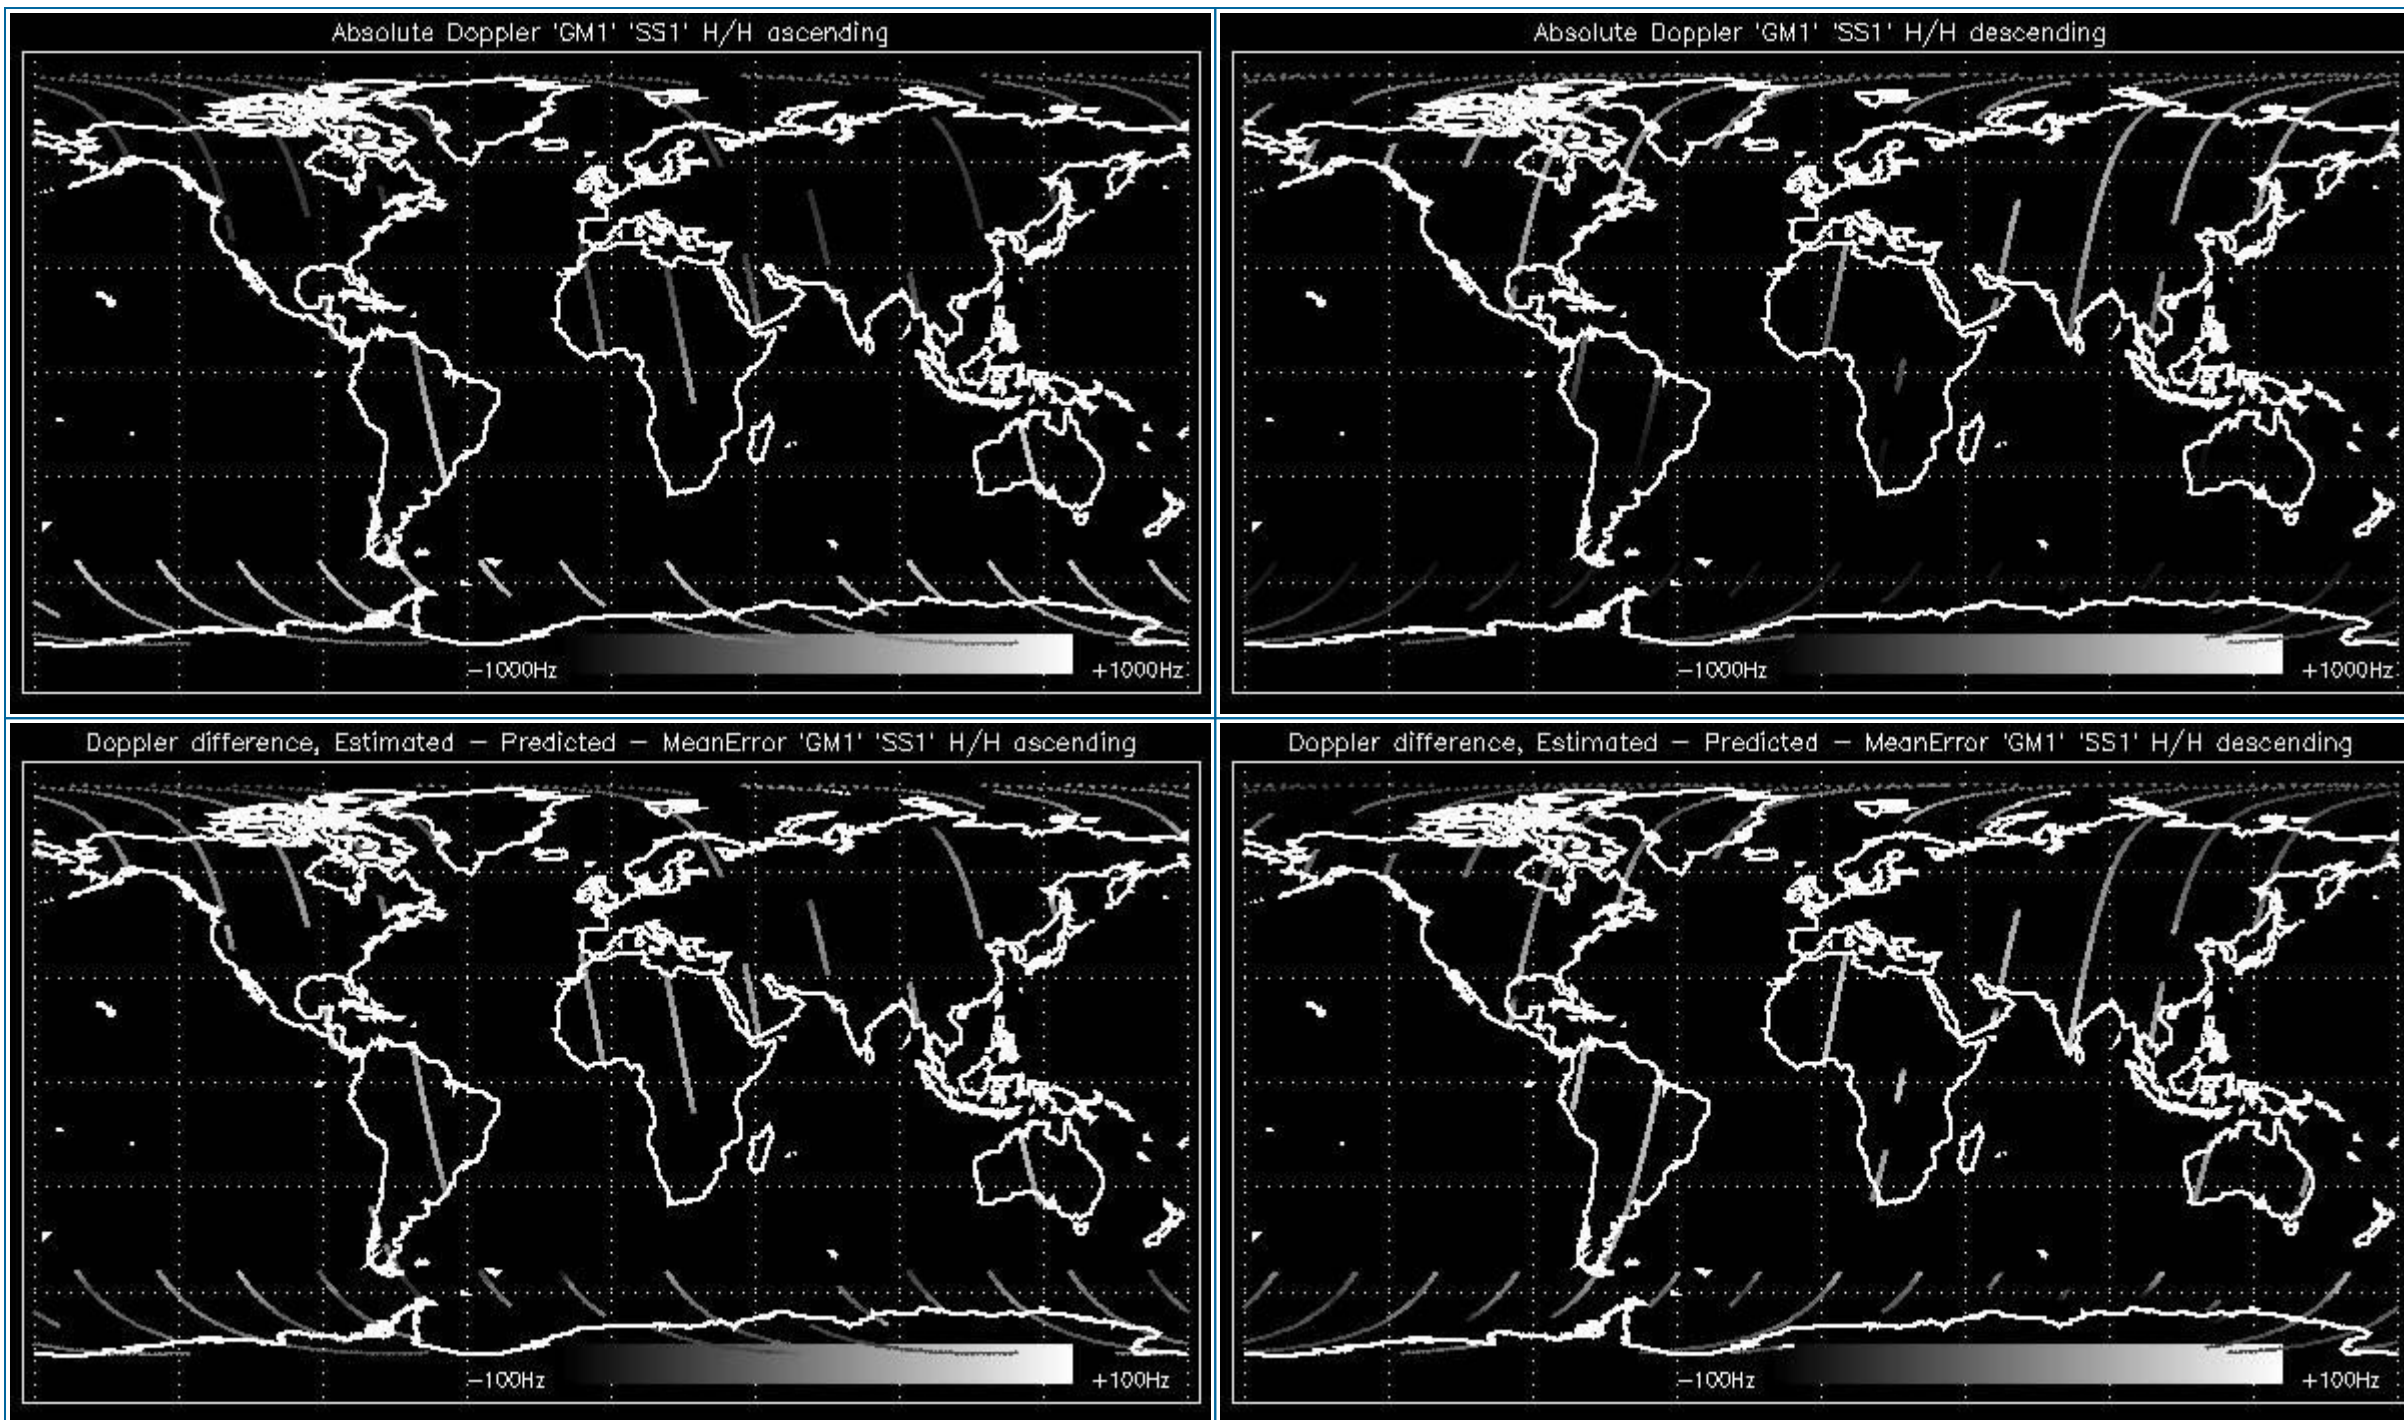 Absolute Doppler 'GM1' 'SS1' H/H ascending
−1000Hz
+1000Hz
Absolute Doppler 'GM1' 'SS1' H/H descending
−1000Hz
+1000Hz
Doppler difference, Estimated − Predicted − MeanError 'GM1' 'SS1' H/H ascending
−100Hz
+100Hz
Doppler difference, Estimated − Predicted − MeanError 'GM1' 'SS1' H/H descending
−100Hz
+100Hz